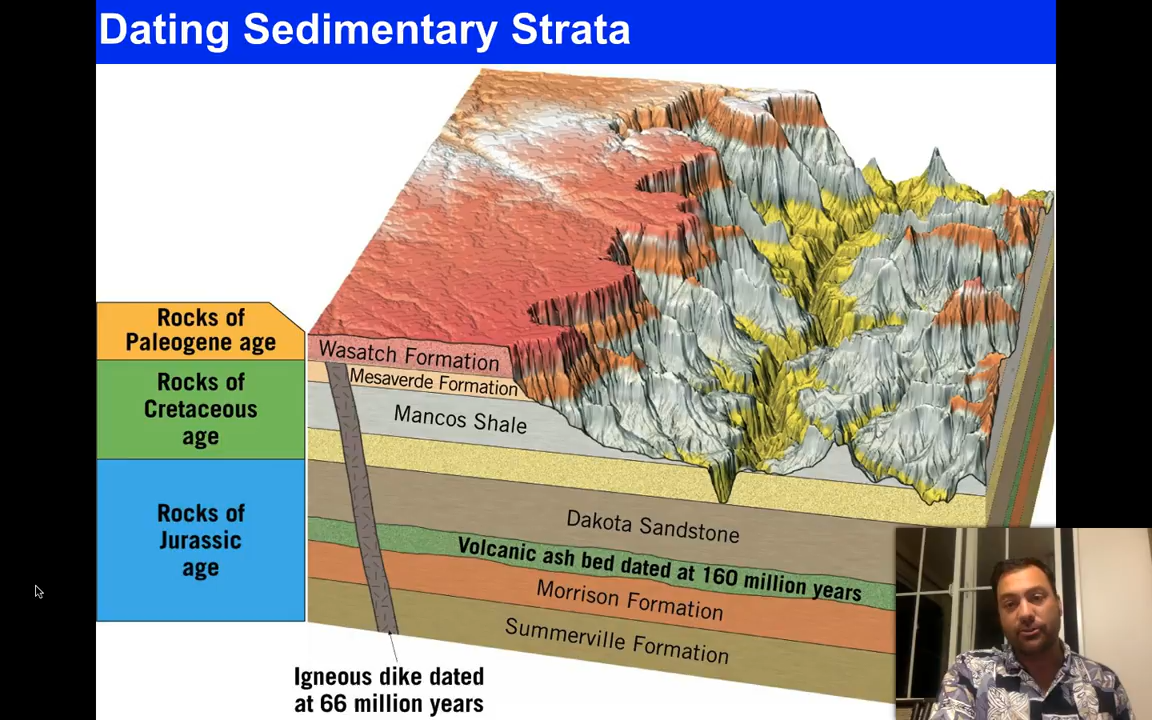 Dating Sedimentary Strata
Rocks of
Paleogene age
Rocks of
Cretaceous
age
Rocks of
Jurassic
age
Wasatch Formation
Mesaverde Formation
Mancos Shale
Dakota Sandstone
Volcanic ash bed dated at 160 million years
Morrison Formation
Summerville Formation
Igneous dike dated
at 66 million years